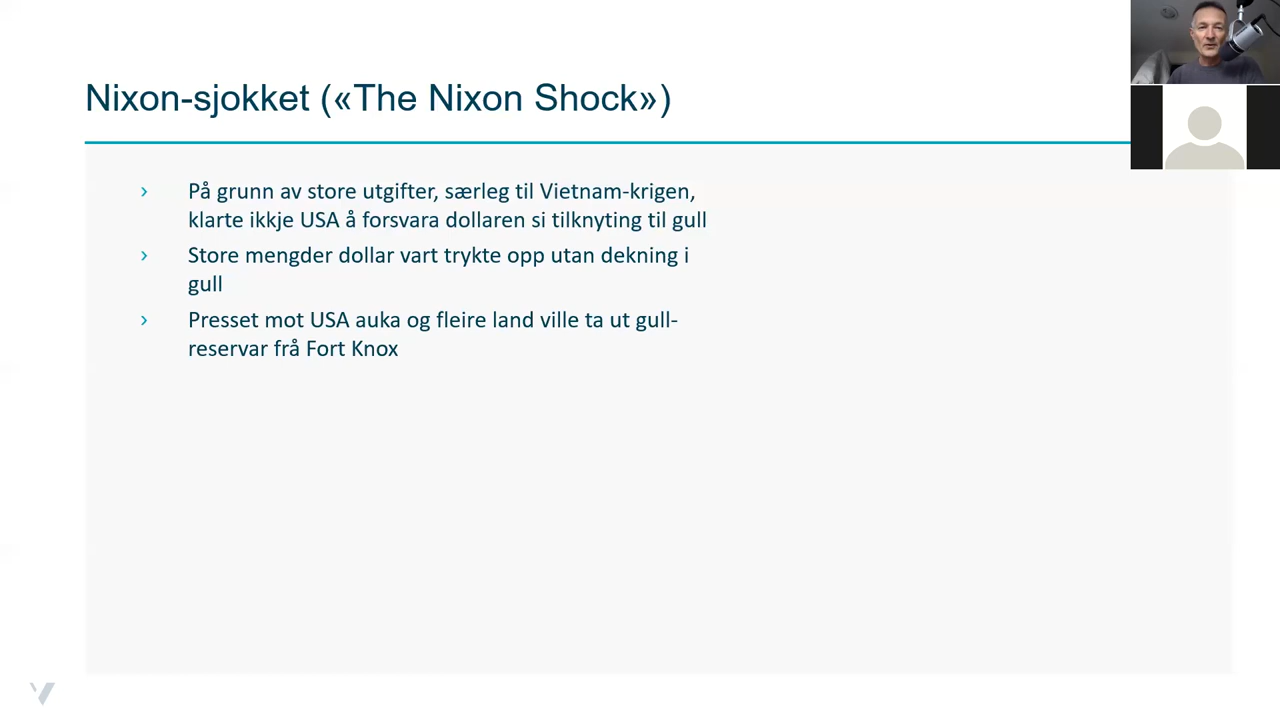 Nixon-sjokket («The Nixon Shock»)
På grunn av store utgifter, særleg til Vietnam-krigen,
klarte ikkje USA å forsvara dollaren si tilknyting til gull
Store mengder dollar vart trykte opp utan dekning i
gull
Presset mot USA auka og fleire land ville ta ut gull-
reservar frå Fort Knox